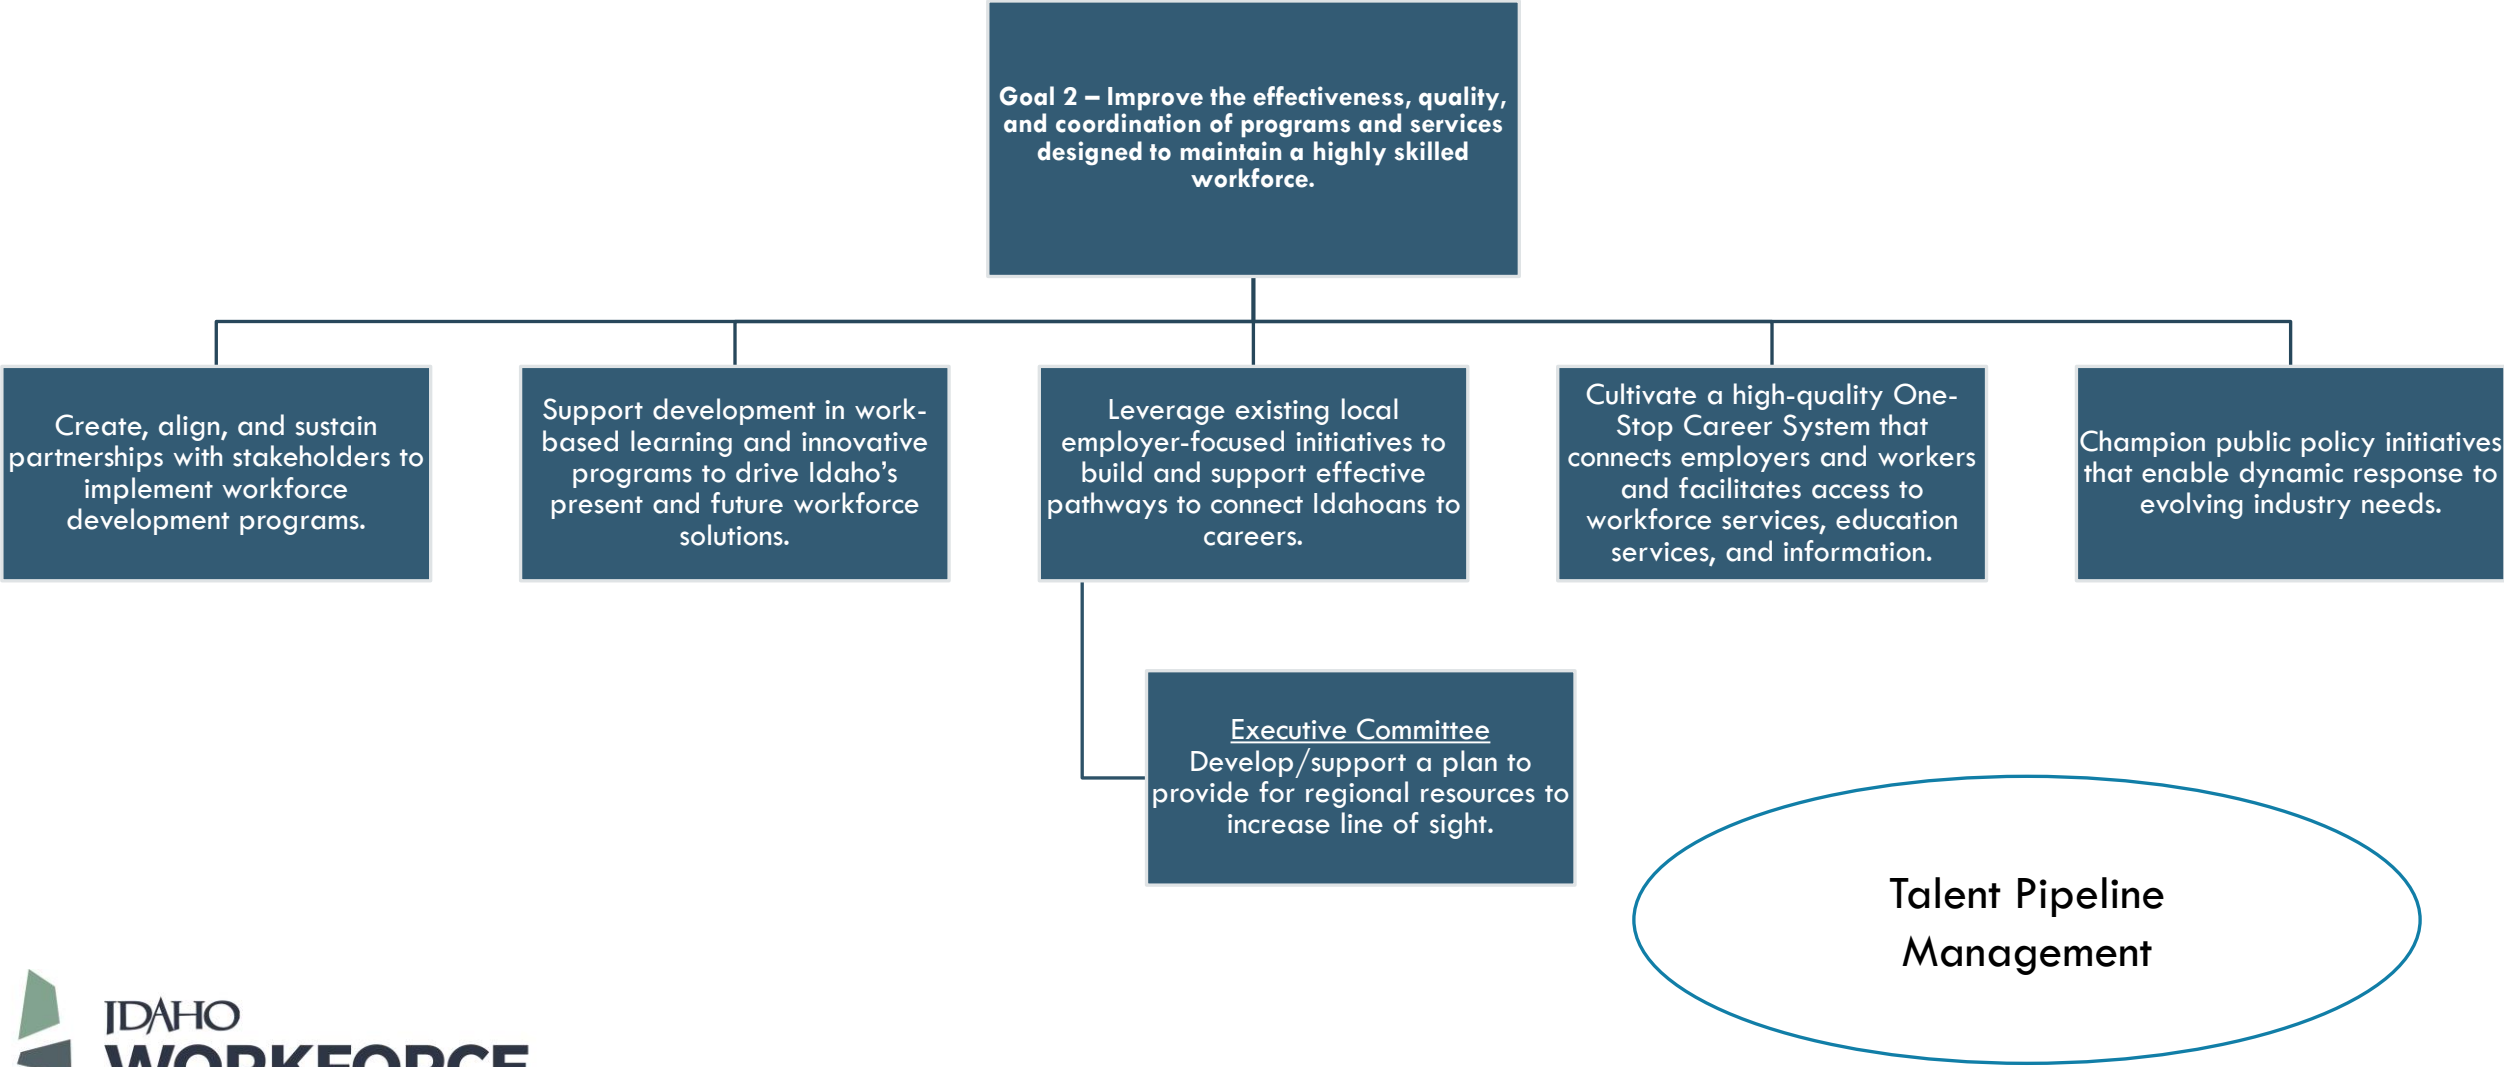 Goal 2 – Improve the effectiveness, quality,
and coordination of programs and services
designed to maintain a highly skilled
workforce.
Create, align, and sustain
partnerships with stakeholders to
implement workforce
development programs.
Support development in work-
based learning and innovative
programs to drive Idaho’s
present and future workforce
solutions.
Leverage existing local
employer-focused initiatives to
build and support effective
pathways to connect Idahoans to
careers.
Cultivate a high-quality One-
Stop Career System that
connects employers and workers
and facilitates access to
workforce services, education
services, and information.
Champion public policy initiatives
that enable dynamic response to
evolving industry needs.
Executive Committee
Develop/support a plan to
provide for regional resources to
increase line of sight.
Talent Pipeline
Management
IDAHO
WORKFORCE